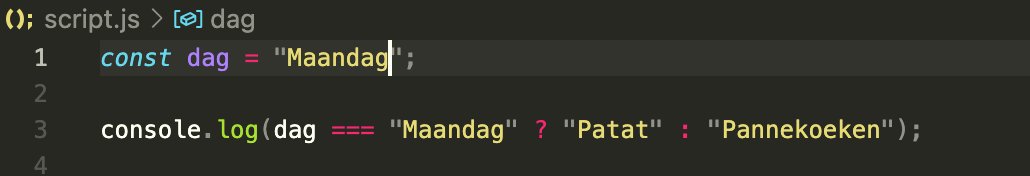 (); script.js > dag
1 const dag = "Maandag";
2
3 console.log(dag === "Maandag" ? "Patat" : "Pannekoeken");
4